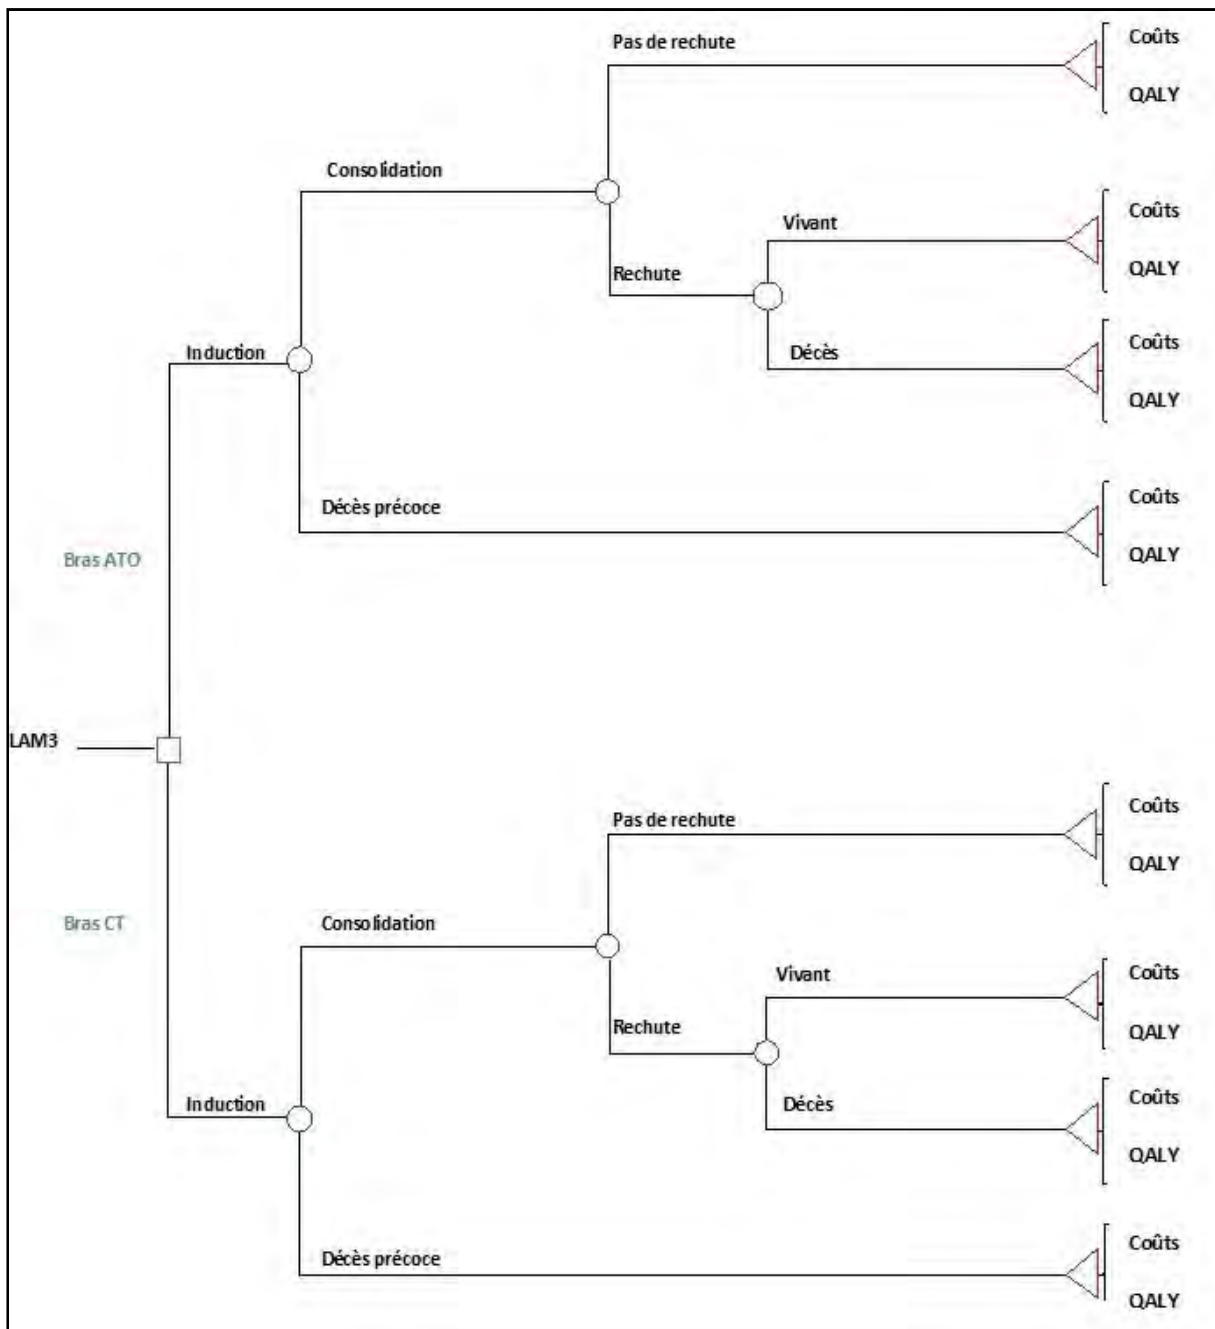 Pas de rechute
Coûts
QALY
Consolidation
Vivant
Coûts
QALY
Rechute
Décès
Coûts
QALY
Induction
Décès précoce
Coûts
QALY
Bras ATO
LAM3
Pas de rechute
Coûts
QALY
Bras CT
Consolidation
Vivant
Coûts
QALY
Rechute
Décès
Coûts
QALY
Induction
Décès précoce
Coûts
QALY